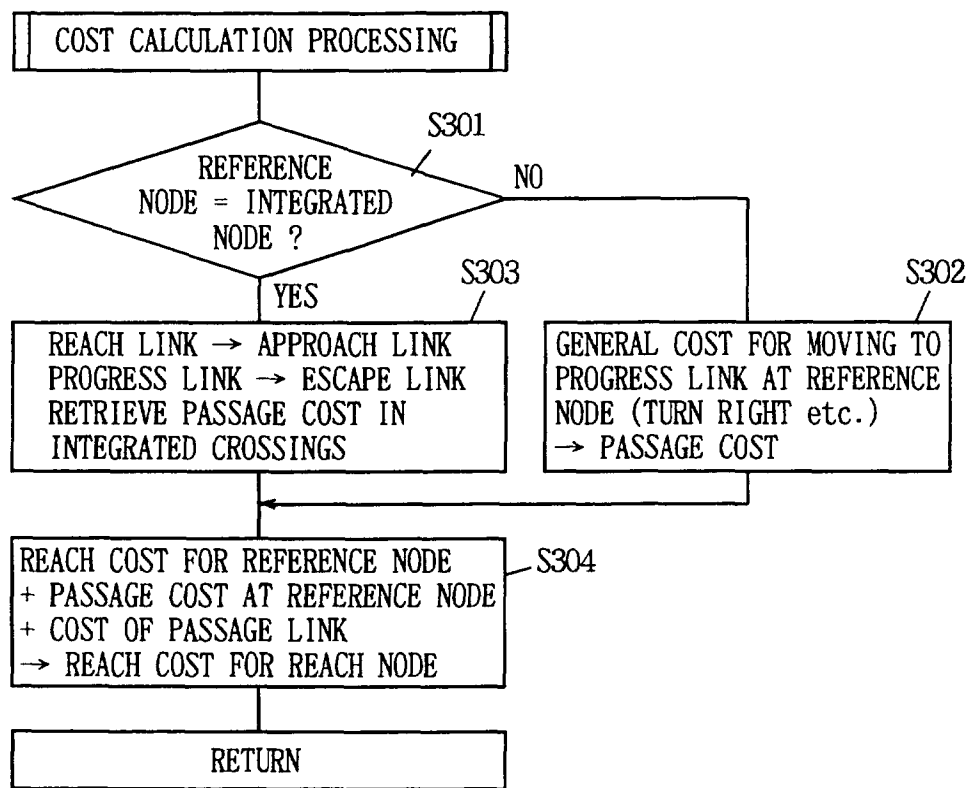 COST CALCULATION PROCESSING
S301
REFERENCE
NODE = INTEGRATED
NODE ?
NO
YES
S303
REACH LINK → APPROACH LINK
PROGRESS LINK → ESCAPE LINK
RETRIEVE PASSAGE COST IN
INTEGRATED CROSSINGS
S302
GENERAL COST FOR MOVING TO
PROGRESS LINK AT REFERENCE
NODE (TURN RIGHT etc.)
→ PASSAGE COST
S304
REACH COST FOR REFERENCE NODE
+ PASSAGE COST AT REFERENCE NODE
+ COST OF PASSAGE LINK
→ REACH COST FOR REACH NODE
RETURN